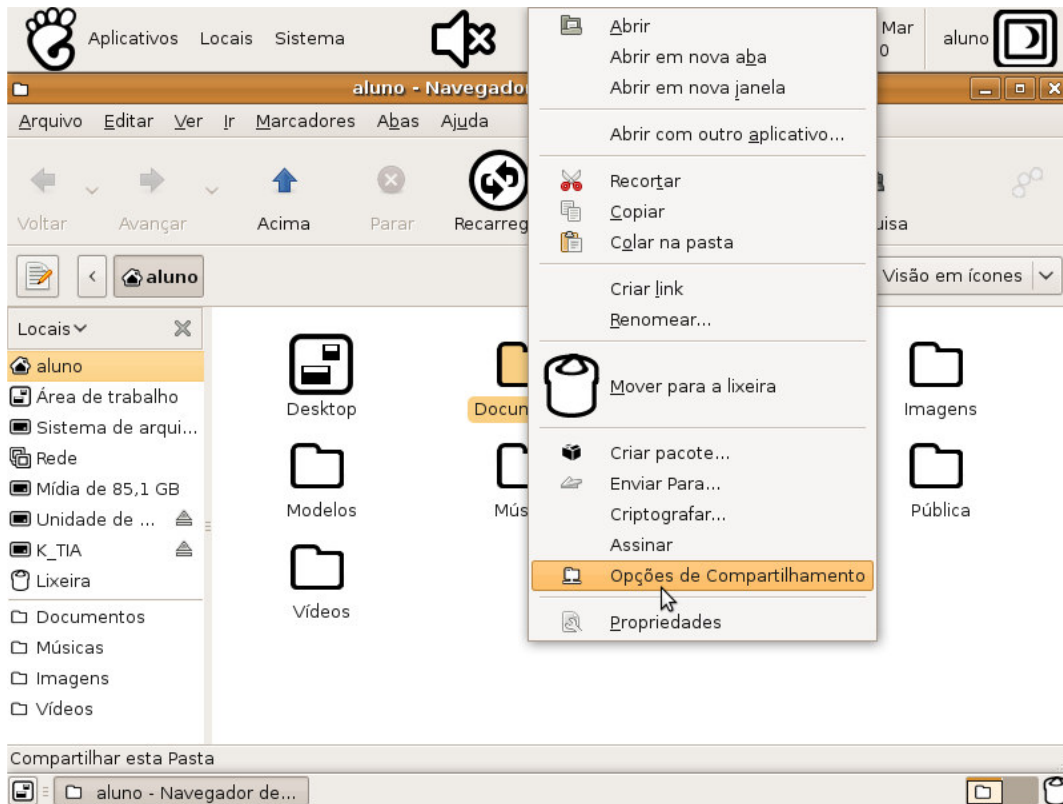 Aplicativos Locais Sistema
Mar
0
aluno
aluno - Navegado
Arquivo Editar Ver Ir Marcadores Abas Ajuda
Voltar Avançar Acima Parar Recarreg
uisa
aluno
Visão em ícones
Locais
aluno
Área de trabalho
Sistema de arqui...
Rede
Mídia de 85,1 GB
Unidade de ...
K_TIA
Lixeira
Documentos
Músicas
Imagens
Vídeos
Desktop
Docun
Imagens
Modelos
Mús
Pública
Vídeos
Abrir
Abrir em nova aba
Abrir em nova janela
Abrir com outro aplicativo...
Recortar
Copiar
Colar na pasta
Criar link
Renomear...
Mover para a lixeira
Criar pacote...
Enviar Para...
Criptografar...
Assinar
Opções de Compartilhamento
Propriedades
Compartilhar esta Pasta
aluno - Navegador de...